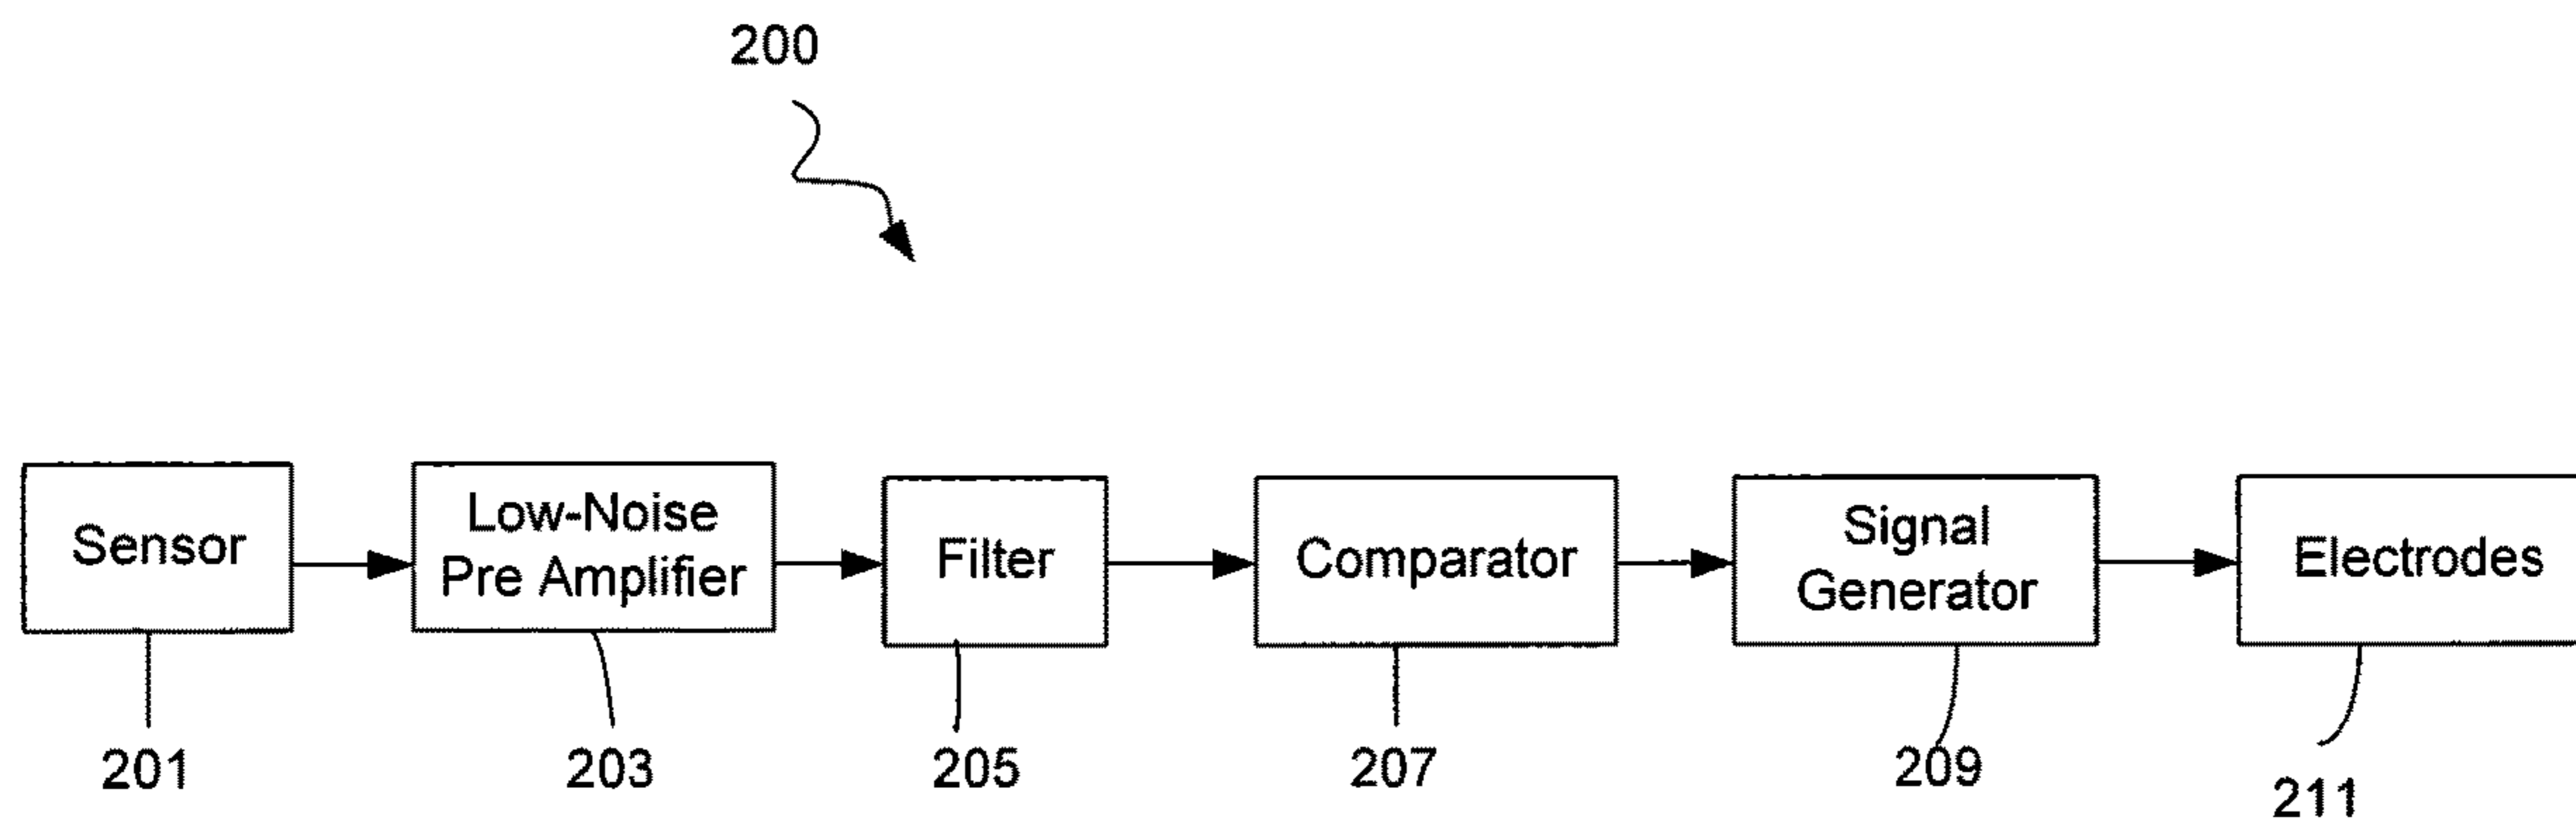 200
Sensor
Low-Noise
Pre Amplifier
Filter
Comparator
Signal
Generator
Electrodes
201
203
205
207
209
211